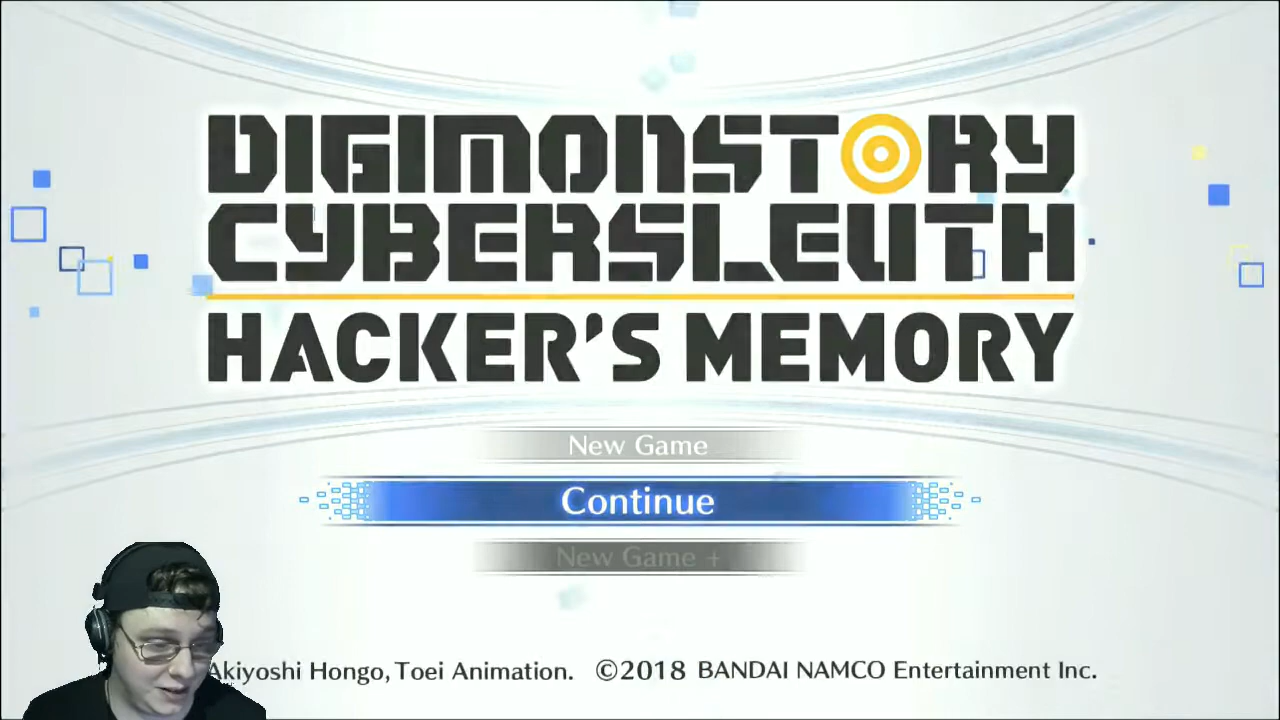 DIGIMONSTORY
CYBERSLEUTH
HACKER'S MEMORY
New Game
Continue
New Game +
Akiyoshi Hongo, Toei Animation. ©2018 BANDAI NAMCO Entertainment Inc.